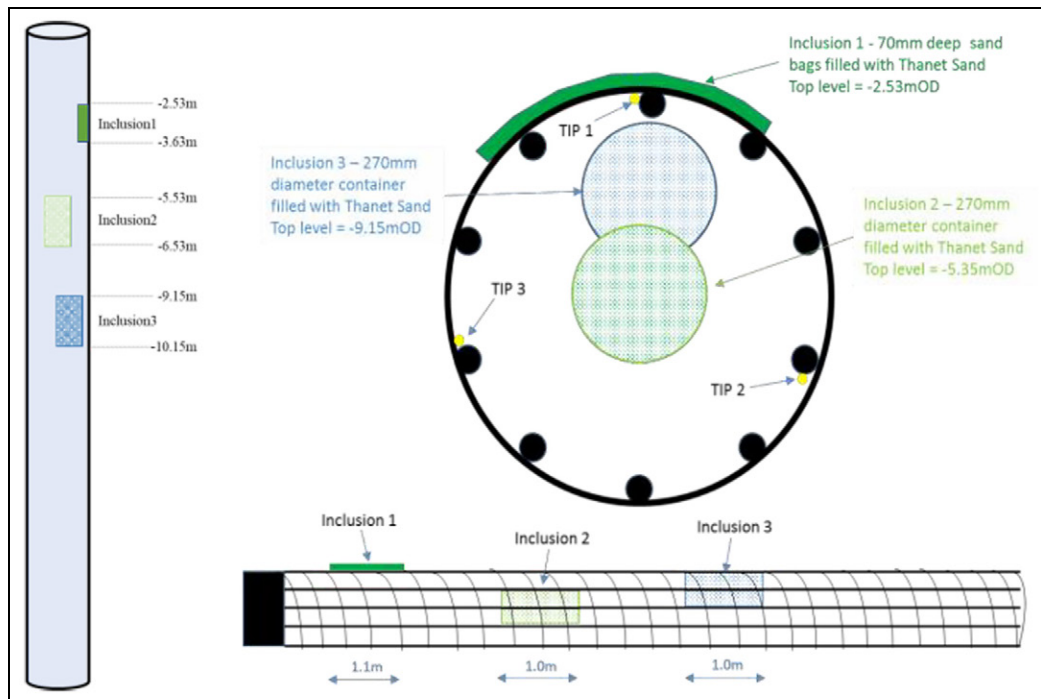 -2.53m
Inclusion1
-3.63m
-5.53m
Inclusion2
-6.53m
-9.15m
Inclusion3
-10.15m
Inclusion 1 - 70mm deep sand
bags filled with Thanet Sand
Top level = -2.53mOD
TIP 1
Inclusion 3 – 270mm
diameter container
filled with Thanet Sand
Top level = -9.15mOD
Inclusion 2 – 270mm
diameter container
filled with Thanet Sand
Top level = -5.35mOD
TIP 3
TIP 2
Inclusion 1
Inclusion 2
Inclusion 3
1.1m
1.0m
1.0m